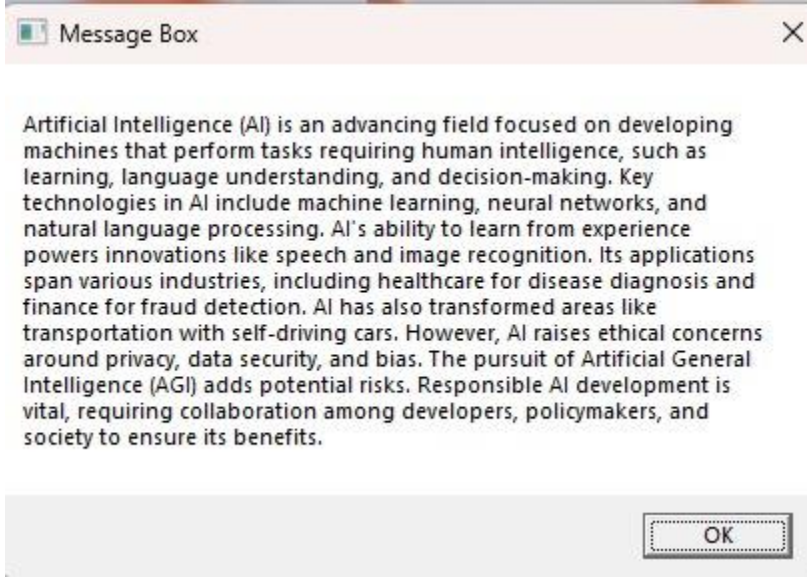 Message Box
Artificial Intelligence (AI) is an advancing field focused on developing
machines that perform tasks requiring human intelligence, such as
learning, language understanding, and decision-making. Key
technologies in AI include machine learning, neural networks, and
natural language processing. AI's ability to learn from experience
powers innovations like speech and image recognition. Its applications
span various industries, including healthcare for disease diagnosis and
finance for fraud detection. AI has also transformed areas like
transportation with self-driving cars. However, AI raises ethical concerns
around privacy, data security, and bias. The pursuit of Artificial General
Intelligence (AGI) adds potential risks. Responsible AI development is
vital, requiring collaboration among developers, policymakers, and
society to ensure its benefits.
OK